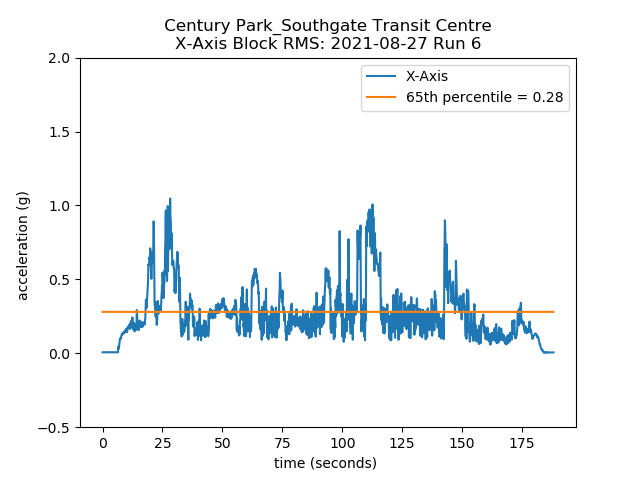 Century Park_Southgate Transit Centre
X-Axis Block RMS: 2021-08-27 Run 6
X-Axis
65th percentile = 0.28
acceleration (g)
2.0
1.5
1.0
0.5
0.0
−0.5
0 25 50 75 100 125 150 175
time (seconds)